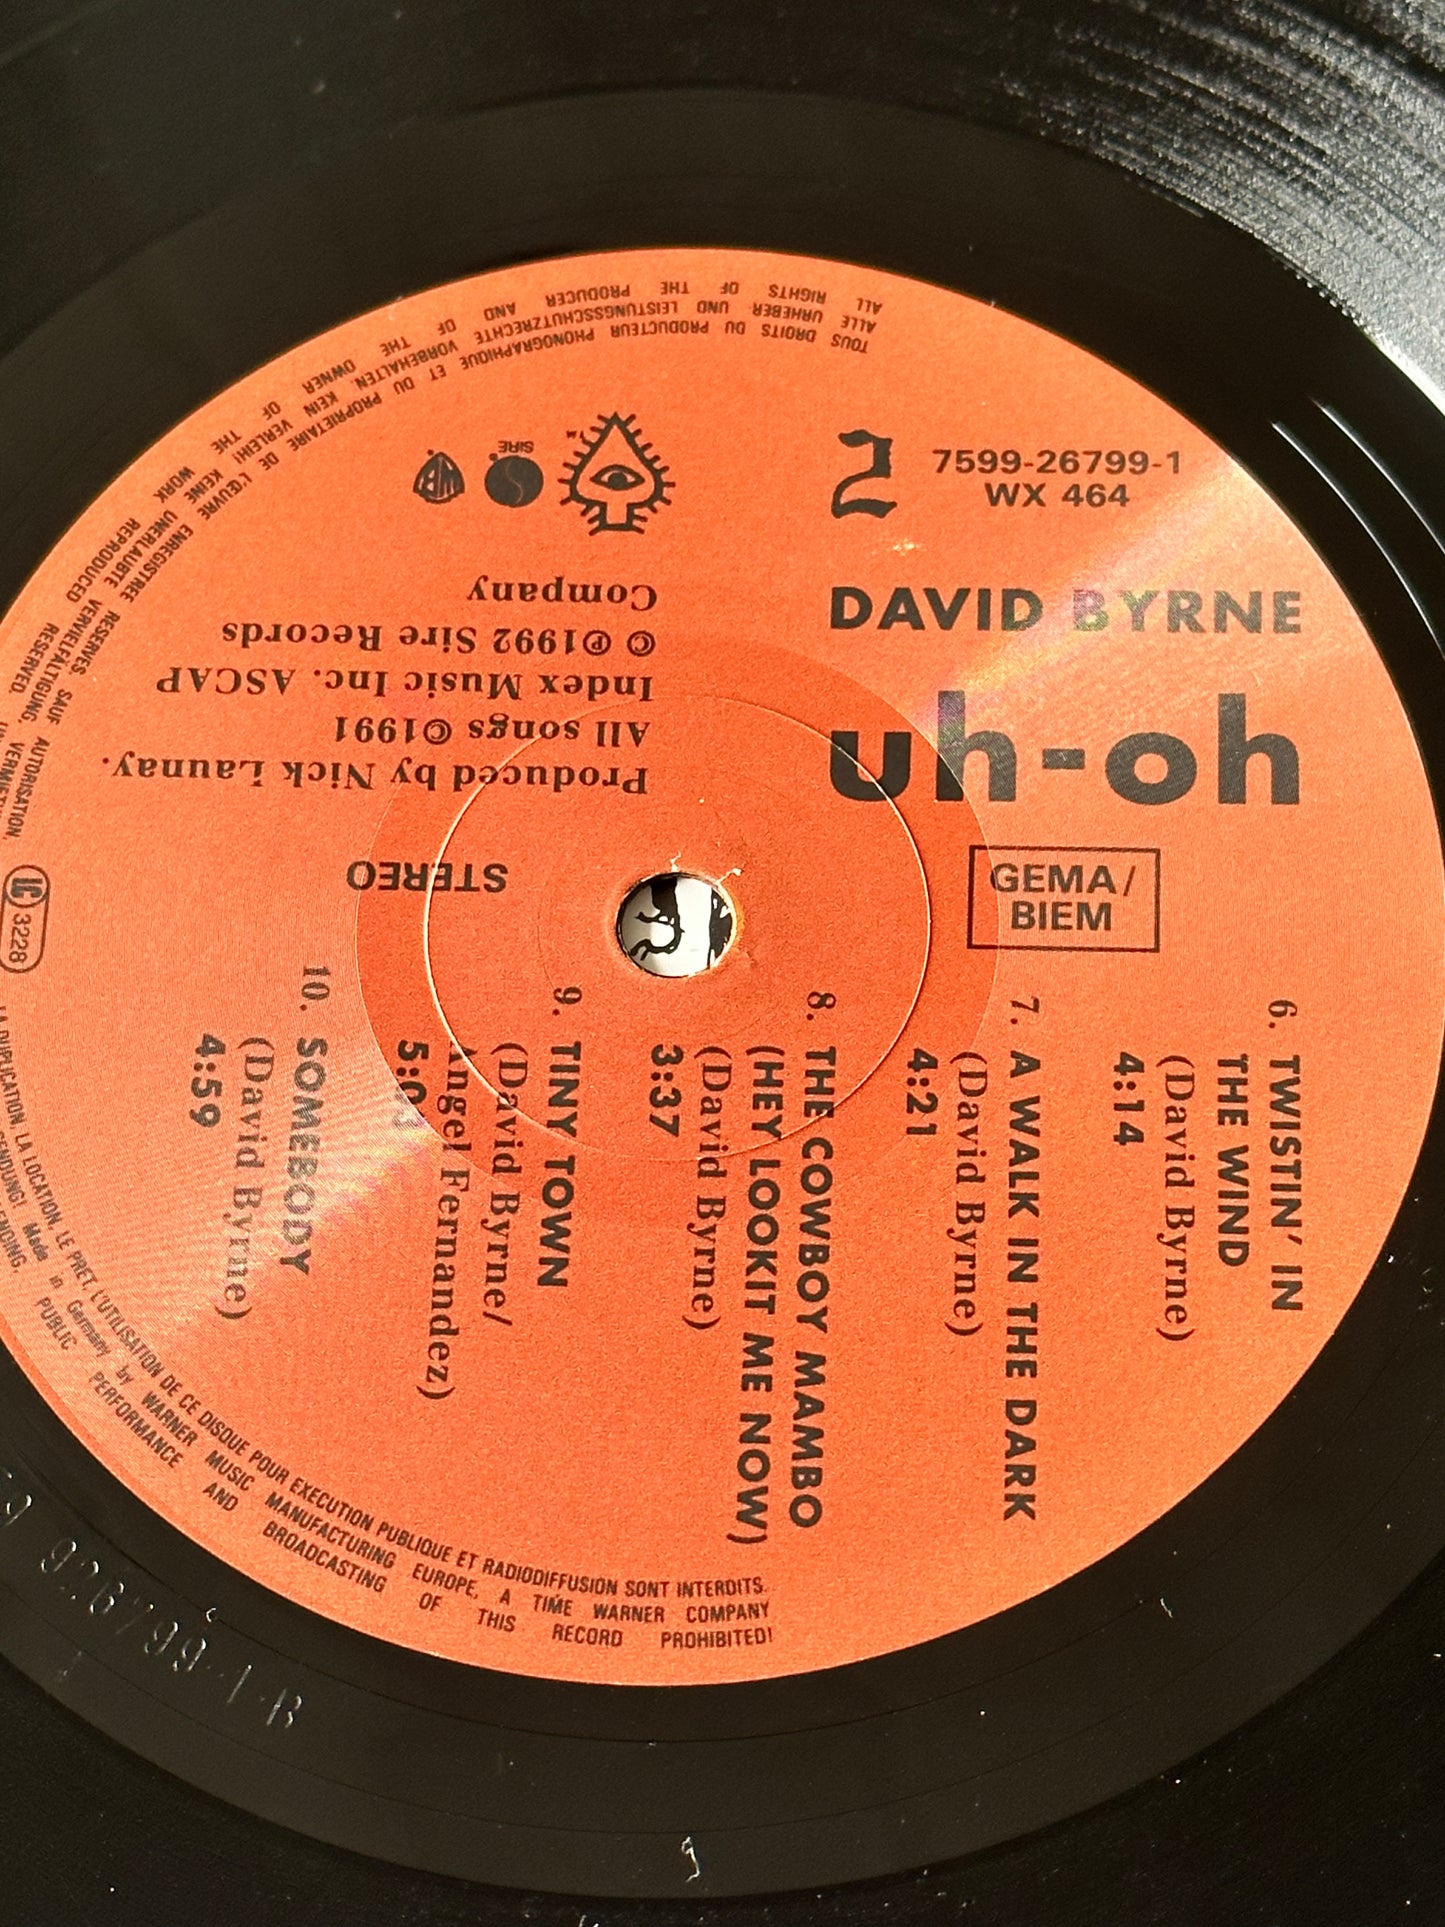 2
7599-26799-1
WX 464
DAVID BYRNE
uh-oh
GEMA/
BIEM
6. TWISTIN' IN
THE WIND
(David Byrne)
4:14
7. A WALK IN THE DARK
(David Byrne)
4:21
8. THE COWBOY MAMBO
(HEY LOOKIT ME NOW)
(David Byrne)
3:37
9. TINY TOWN
(David Byrne/
Angel Fernandez)
10. SOMEBODY
(David Byrne)
4:59
STEREO
Produced by Nick Launay.
All songs ©1991
Index Music Inc. ASCAP
© ℗1992 Sire Records
Company
TM
SIRE
WB
LC
3228
ALL RIGHTS OF THE PRODUCER AND OF THE OWNER OF THE WORK REPRODUCED RESERVED.
ALLE URHEBER UND LEISTUNGSSCHUTZRECHTE VORBEHALTEN. KEIN VERLEIH! KEINE UNERLAUBTE VERVIELFÄLTIGUNG,
TOUS DROITS DU PRODUCTEUR PHONOGRAPHIQUE ET DU PROPRIETAIRE DE L'ŒUVRE ENREGISTREE RESERVES. SAUF AUTORISATION,
LA DUPLICATION, LA LOCATION, LE PRET, L'UTILISATION DE CE DISQUE POUR EXECUTION PUBLIQUE ET RADIODIFFUSION SONT INTERDITS.
SENDUNG! Made in Germany by WARNER MUSIC MANUFACTURING EUROPE, A TIME WARNER COMPANY
PUBLIC PERFORMANCE AND BROADCASTING OF THIS RECORD PROHIBITED!